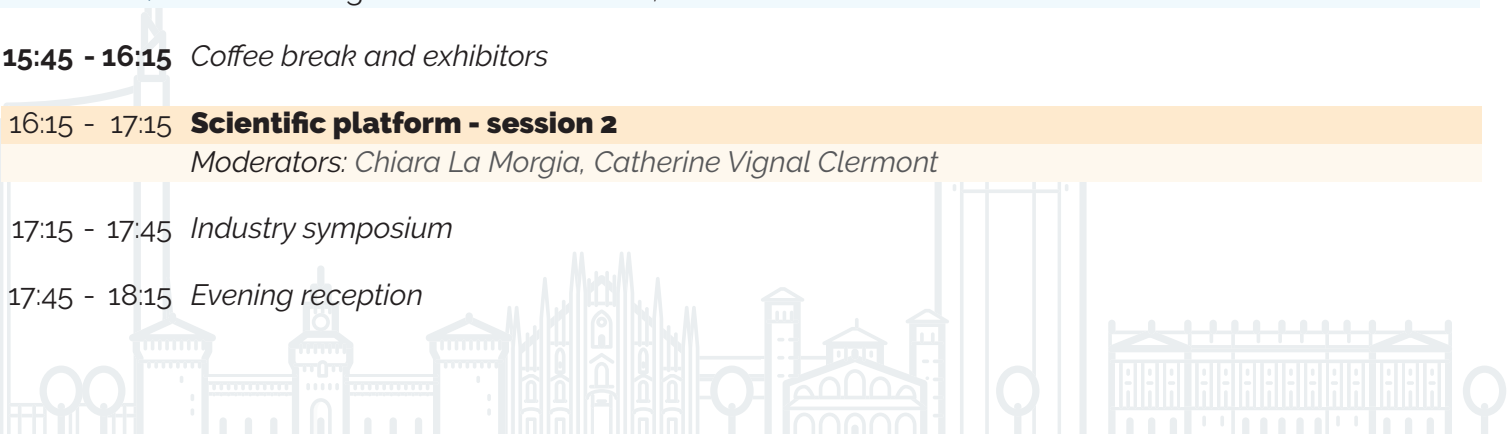 15:45 - 16:15 Coffee break and exhibitors
16:15 - 17:15 Scientific platform - session 2
Moderators: Chiara La Morgia, Catherine Vignal Clermont
17:15 - 17:45 Industry symposium
17:45 - 18:15 Evening reception